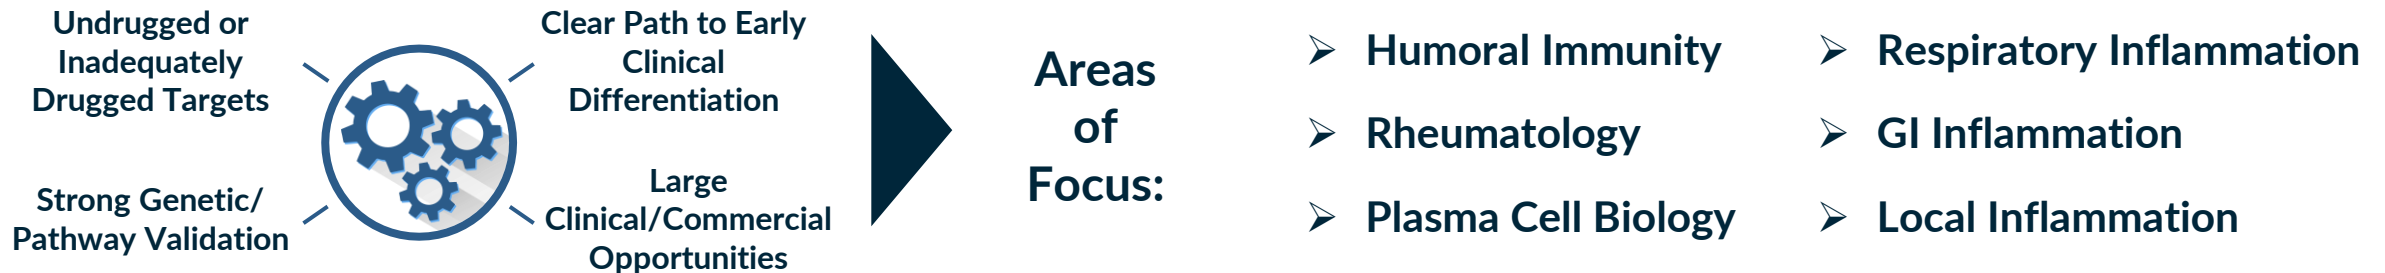 Undrugged or
Inadequately
Drugged Targets
Clear Path to Early
Clinical
Differentiation
Strong Genetic/
Pathway Validation
Large
Clinical/Commercial
Opportunities
Areas
of
Focus:
➢ Humoral Immunity
➢ Rheumatology
➢ Plasma Cell Biology
➢ Respiratory Inflammation
➢ GI Inflammation
➢ Local Inflammation